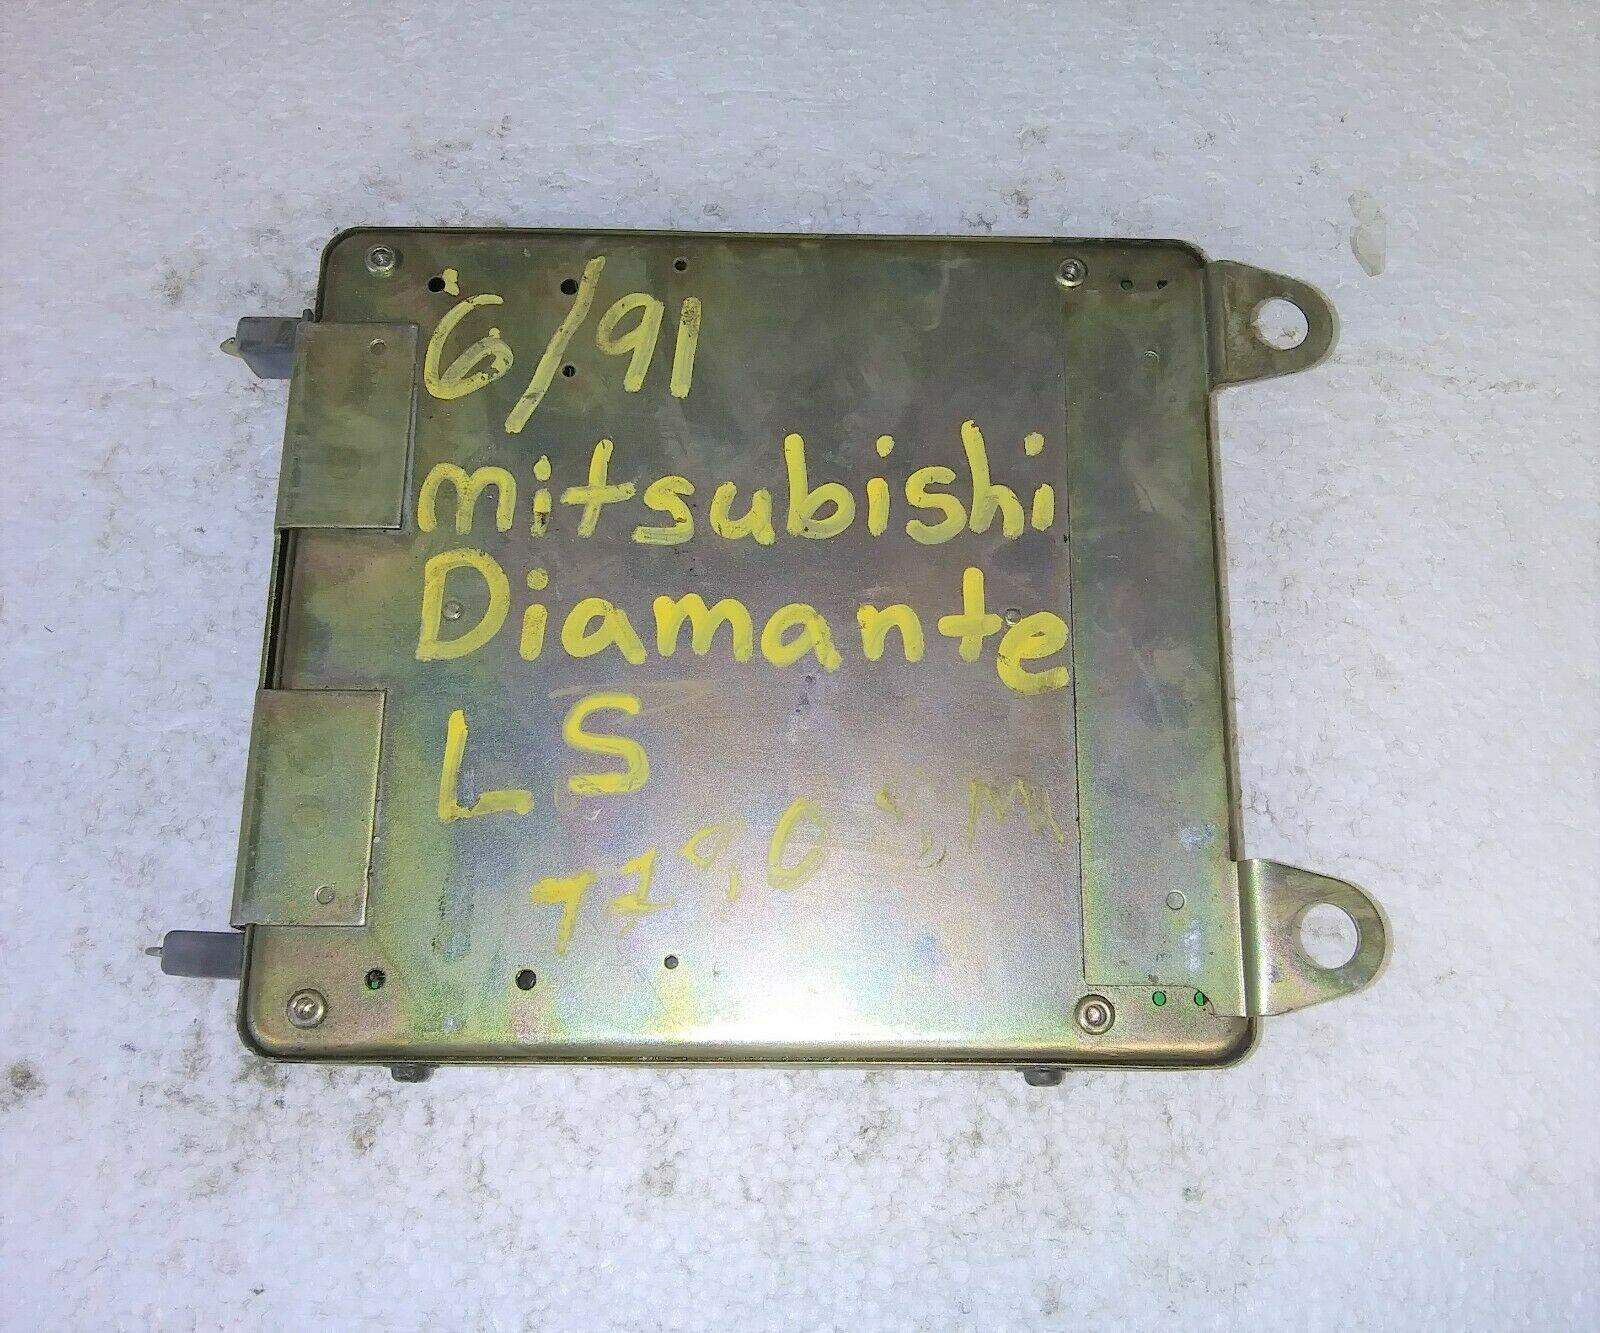 6/91
mitsubishi
Diamante
LS